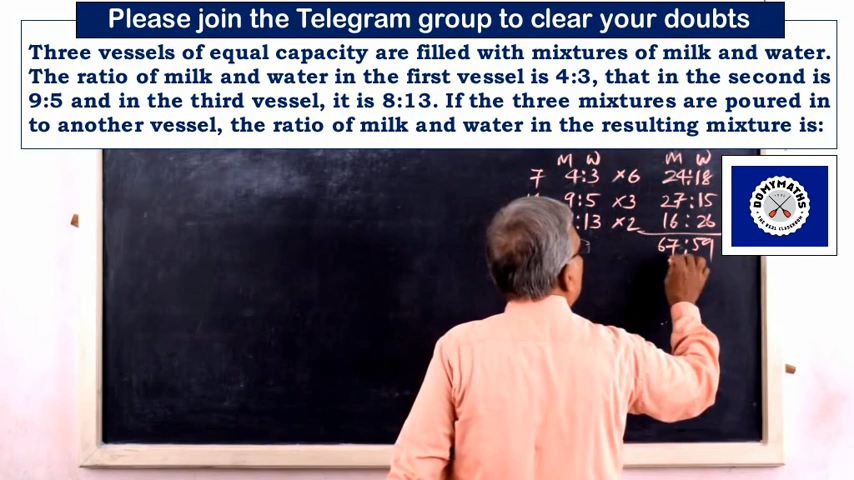 Please join the Telegram group to clear your doubts
Three vessels of equal capacity are filled with mixtures of milk and water.
The ratio of milk and water in the first vessel is 4:3, that in the second is
9:5 and in the third vessel, it is 8:13. If the three mixtures are poured in
to another vessel, the ratio of milk and water in the resulting mixture is:
M W M W
7 4:3 ×6 24:18
9:5 ×3 27:15
:13 ×2 16:26
67:59
DOMYMATHS
THE REAL CLASSROOM